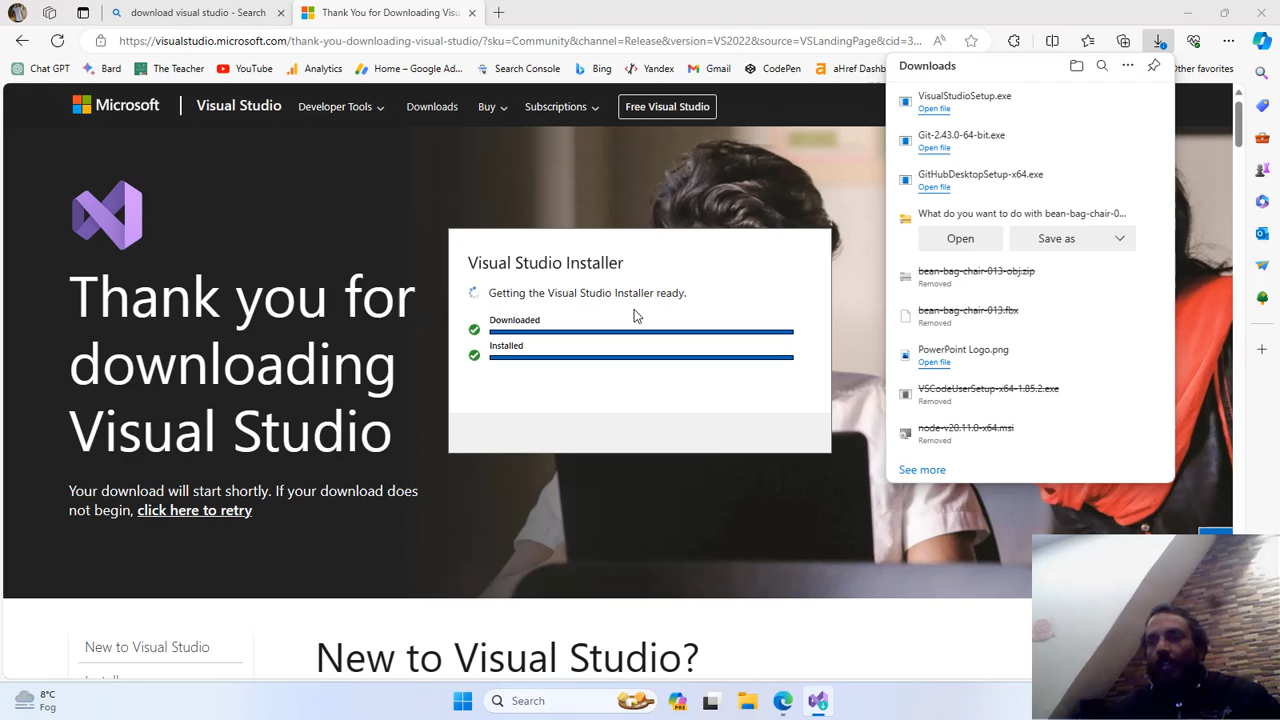 download visual studio - Search
Thank You for Downloading Visu
https://visualstudio.microsoft.com/thank-you-downloading-visual-studio/?sku=Community&channel=Release&version=VS2022&source=VSLandingPage&cid=3...
Chat GPT
Bard
The Teacher
YouTube
Analytics
Home - Google Ad...
Search Console
Bing
Yandex
Gmail
CodePen
aHref Dashb
Other favorites
Microsoft
Visual Studio
Developer Tools
Downloads
Buy
Subscriptions
Free Visual Studio
Thank you for
downloading
Visual Studio
Your download will start shortly. If your download does
not begin, click here to retry
Visual Studio Installer
Getting the Visual Studio Installer ready.
Downloaded
Installed
Downloads
VisualStudioSetup.exe
Open file
Git-2.43.0-64-bit.exe
Open file
GitHubDesktopSetup-x64.exe
Open file
What do you want to do with bean-bag-chair-0...
Open
Save as
bean-bag-chair-013-obj.zip
Removed
bean-bag-chair-013.fbx
Removed
PowerPoint Logo.png
Open file
VSCodeUserSetup-x64-1.85.2.exe
Removed
node-v20.11.0-x64.msi
Removed
See more
New to Visual Studio
New to Visual Studio?
8°C
Fog
Search
PRE